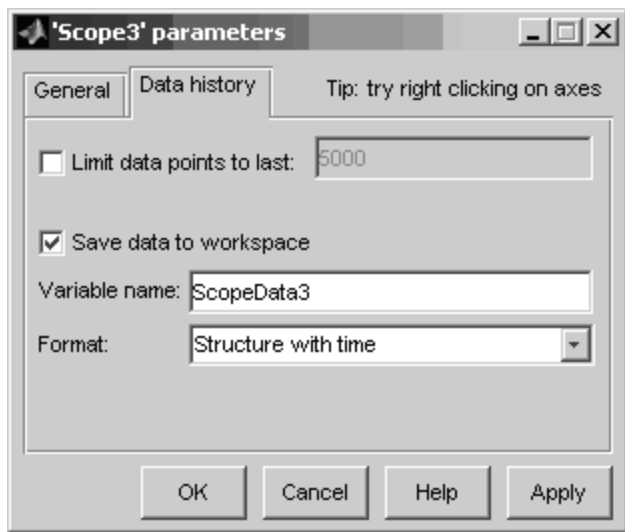 'Scope3' parameters
General Data history Tip: try right clicking on axes
Limit data points to last: 5000
Save data to workspace
Variable name: ScopeData3
Format: Structure with time
OK Cancel Help Apply